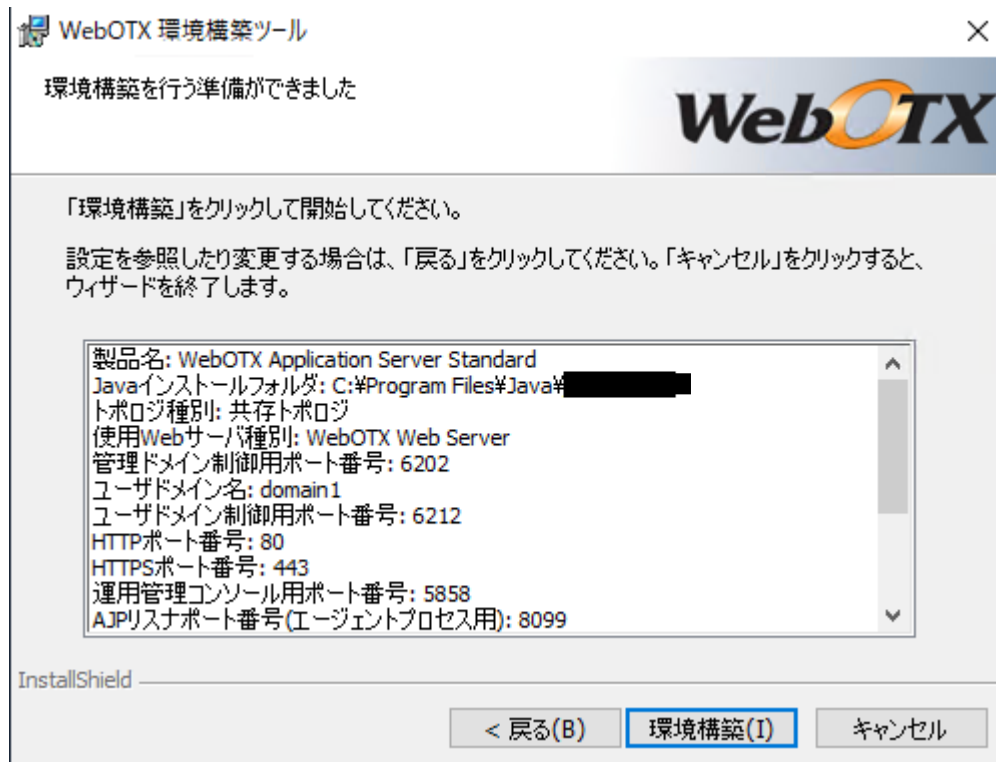 WebOTX 環境構築ツール
環境構築を行う準備ができました
WebOTX
「環境構築」をクリックして開始してください。
設定を参照したり変更する場合は、「戻る」をクリックしてください。「キャンセル」をクリックすると、
ウィザードを終了します。
製品名: WebOTX Application Server Standard
Javaインストールフォルダ: C:¥Program Files¥Java¥
トポロジ種別: 共存トポロジ
使用Webサーバ種別: WebOTX Web Server
管理ドメイン制御用ポート番号: 6202
ユーザドメイン名: domain1
ユーザドメイン制御用ポート番号: 6212
HTTPポート番号: 80
HTTPSポート番号: 443
運用管理コンソール用ポート番号: 5858
AJPリスナポート番号(エージェントプロセス用): 8099
InstallShield
< 戻る(B)
環境構築(I)
キャンセル